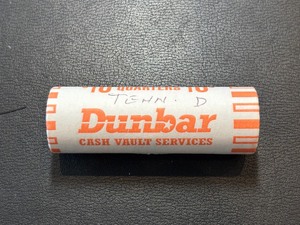 10 QUARTERS 10
TENN. D
Dunbar
CASH VAULT SERVICES